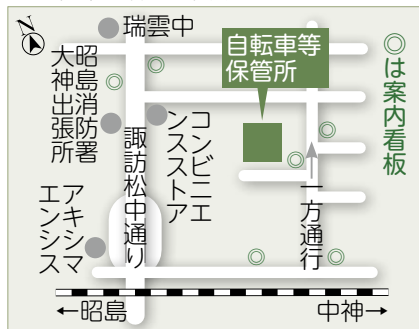 N
瑞雲中
自転車等
保管所
◎は案内看板
昭島消防署
大神出張所
コンビニエ
ンスストア
諏訪松中通り
アキシマ
エンシス
一方通行
←昭島
中神→